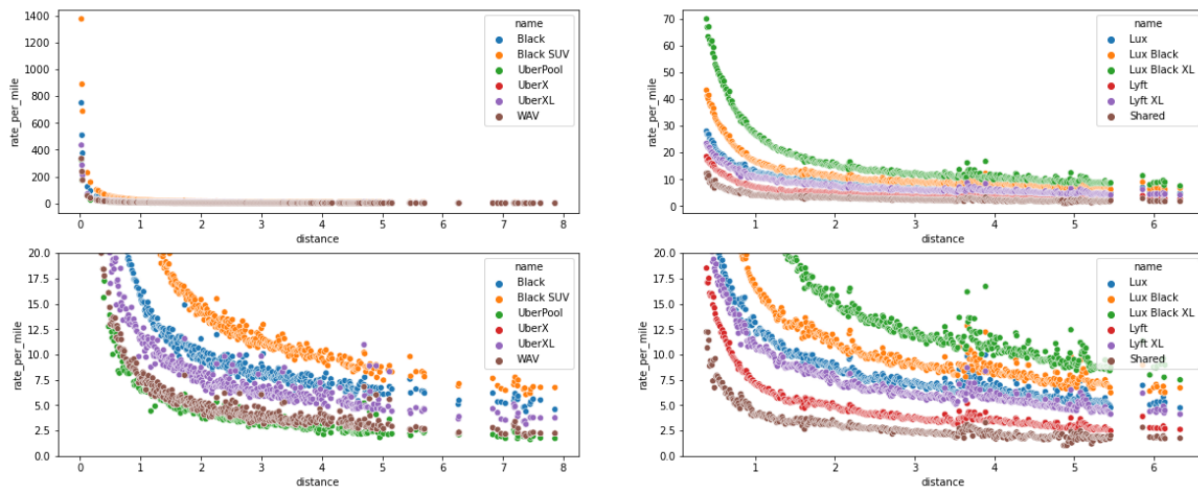 1400
1200
1000
800
600
400
200
0
rate_per_mile
0 1 2 3 4 5 6 7 8
distance
name
Black
Black SUV
UberPool
UberX
UberXL
WAV
70
60
50
40
30
20
10
0
rate_per_mile
1 2 3 4 5 6
distance
name
Lux
Lux Black
Lux Black XL
Lyft
Lyft XL
Shared
20.0
17.5
15.0
12.5
10.0
7.5
5.0
2.5
0.0
rate_per_mile
0 1 2 3 4 5 6 7 8
distance
name
Black
Black SUV
UberPool
UberX
UberXL
WAV
20.0
17.5
15.0
12.5
10.0
7.5
5.0
2.5
0.0
rate_per_mile
1 2 3 4 5 6
distance
name
Lux
Lux Black
Lux Black XL
Lyft
Lyft XL
Shared